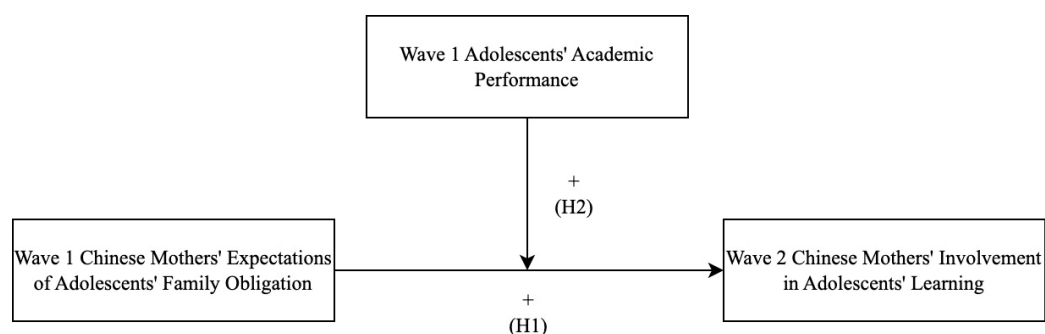 Wave 1 Adolescents' Academic
Performance
+
(H2)
Wave 1 Chinese Mothers' Expectations
of Adolescents' Family Obligation
Wave 2 Chinese Mothers' Involvement
in Adolescents' Learning
+
(H1)